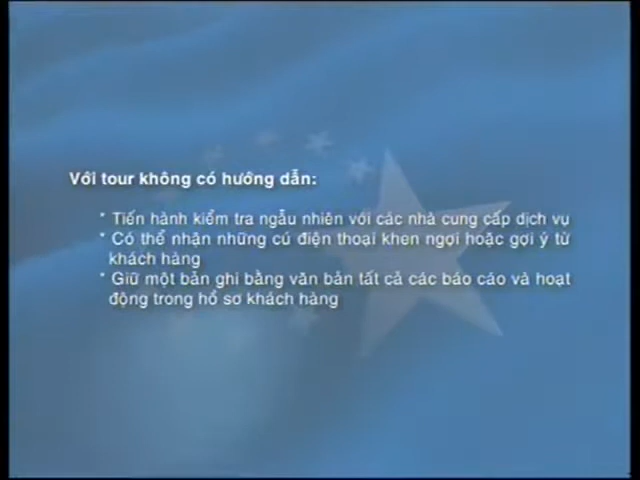 Với tour không có hướng dẫn:
* Tiến hành kiểm tra ngẫu nhiên với các nhà cung cấp dịch vụ
* Có thể nhận những cú điện thoại khen ngợi hoặc gợi ý từ
khách hàng
* Giữ một bản ghi bằng văn bản tất cả các báo cáo và hoạt
động trong hồ sơ khách hàng